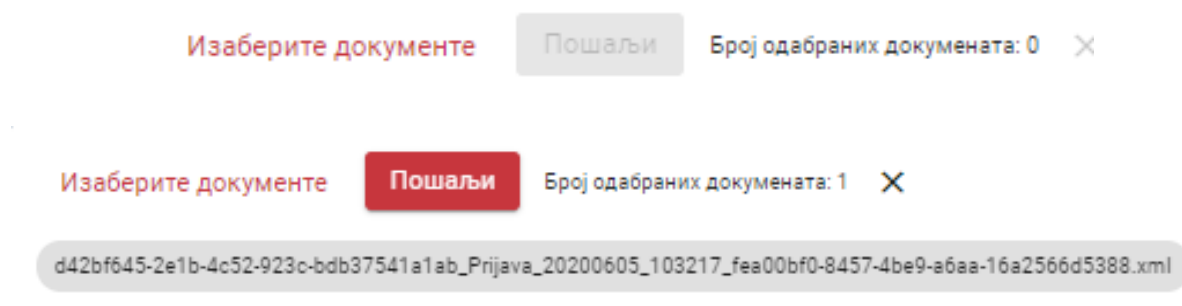 Изаберите документе Пошаљи Број одабраних докумената: 0 ×
Изаберите документе Пошаљи Број одабраних докумената: 1 ×
d42bf645-2e1b-4c52-923c-bdb37541a1ab_Prijava_20200605_103217_fea00bf0-8457-4be9-a6aa-16a2566d5388.xml